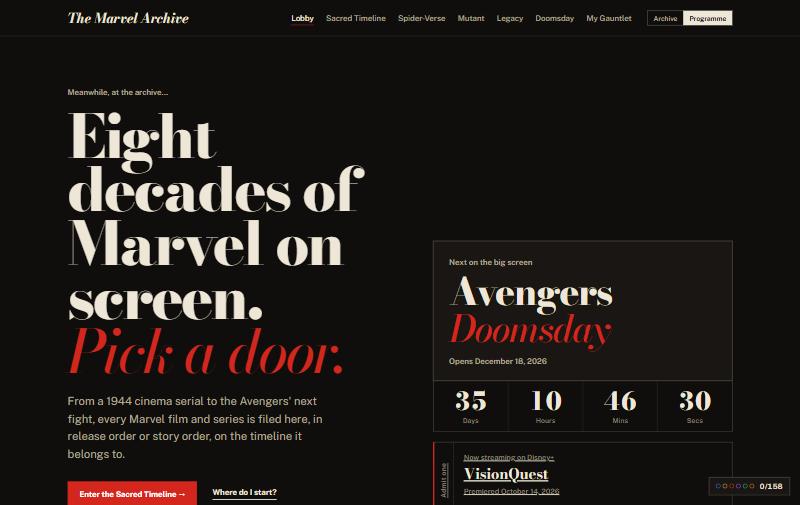 The Marvel Archive
Lobby Sacred Timeline Spider-Verse Mutant Legacy Doomsday My Gauntlet Archive Programme
Meanwhile, at the archive...
Eight
decades of
Marvel on
screen.
Pick a door.
From a 1944 cinema serial to the Avengers' next
fight, every Marvel film and series is filed here, in
release order or story order, on the timeline it
belongs to.
Enter the Sacred Timeline →
Where do I start?
Next on the big screen
Avengers
Doomsday
Opens December 18, 2026
35 10 46 30
Days Hours Mins Secs
Admit one
Now streaming on Disney+
VisionQuest
Premiered October 14, 2026
0/158